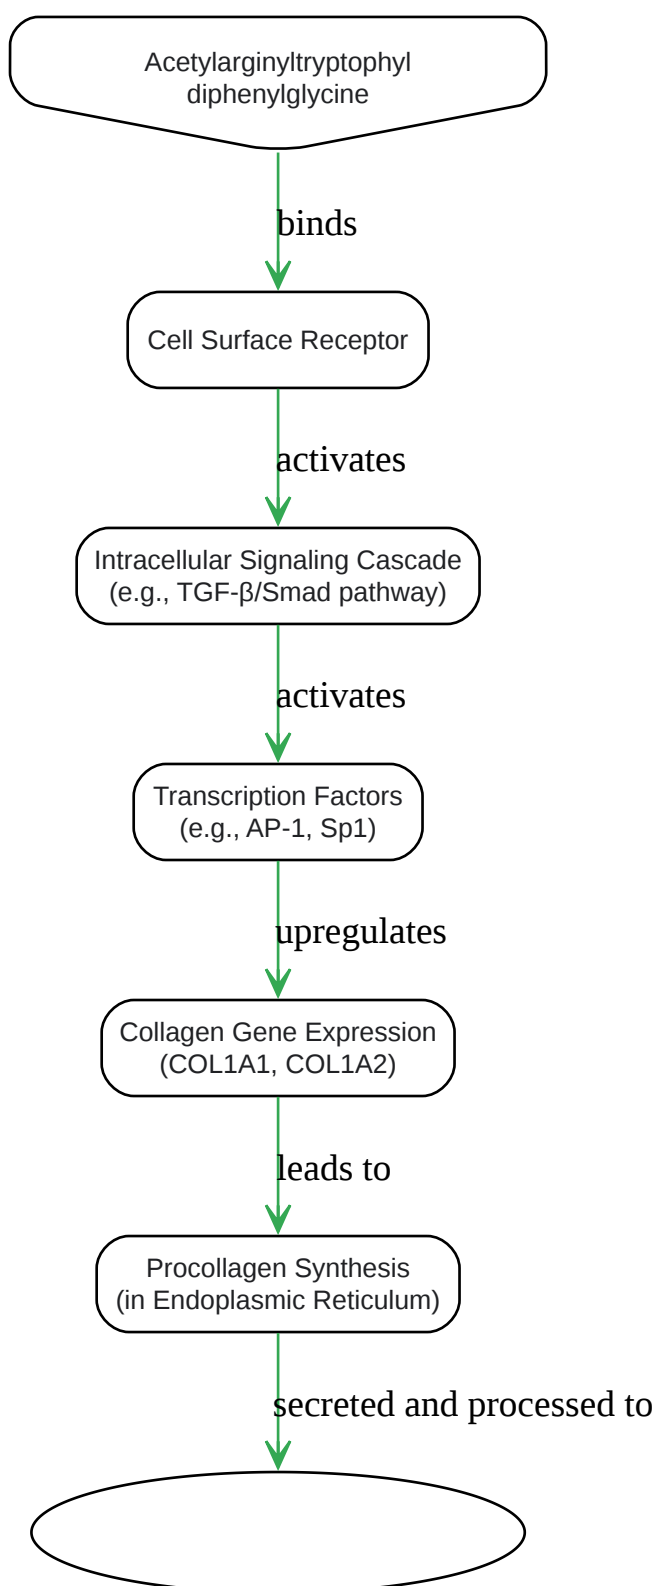 Acetylarginyltryptophyl
diphenylglycine
binds
Cell Surface Receptor
activates
Intracellular Signaling Cascade
(e.g., TGF-β/Smad pathway)
activates
Transcription Factors
(e.g., AP-1, Sp1)
upregulates
Collagen Gene Expression
(COL1A1, COL1A2)
leads to
Procollagen Synthesis
(in Endoplasmic Reticulum)
secreted and processed to